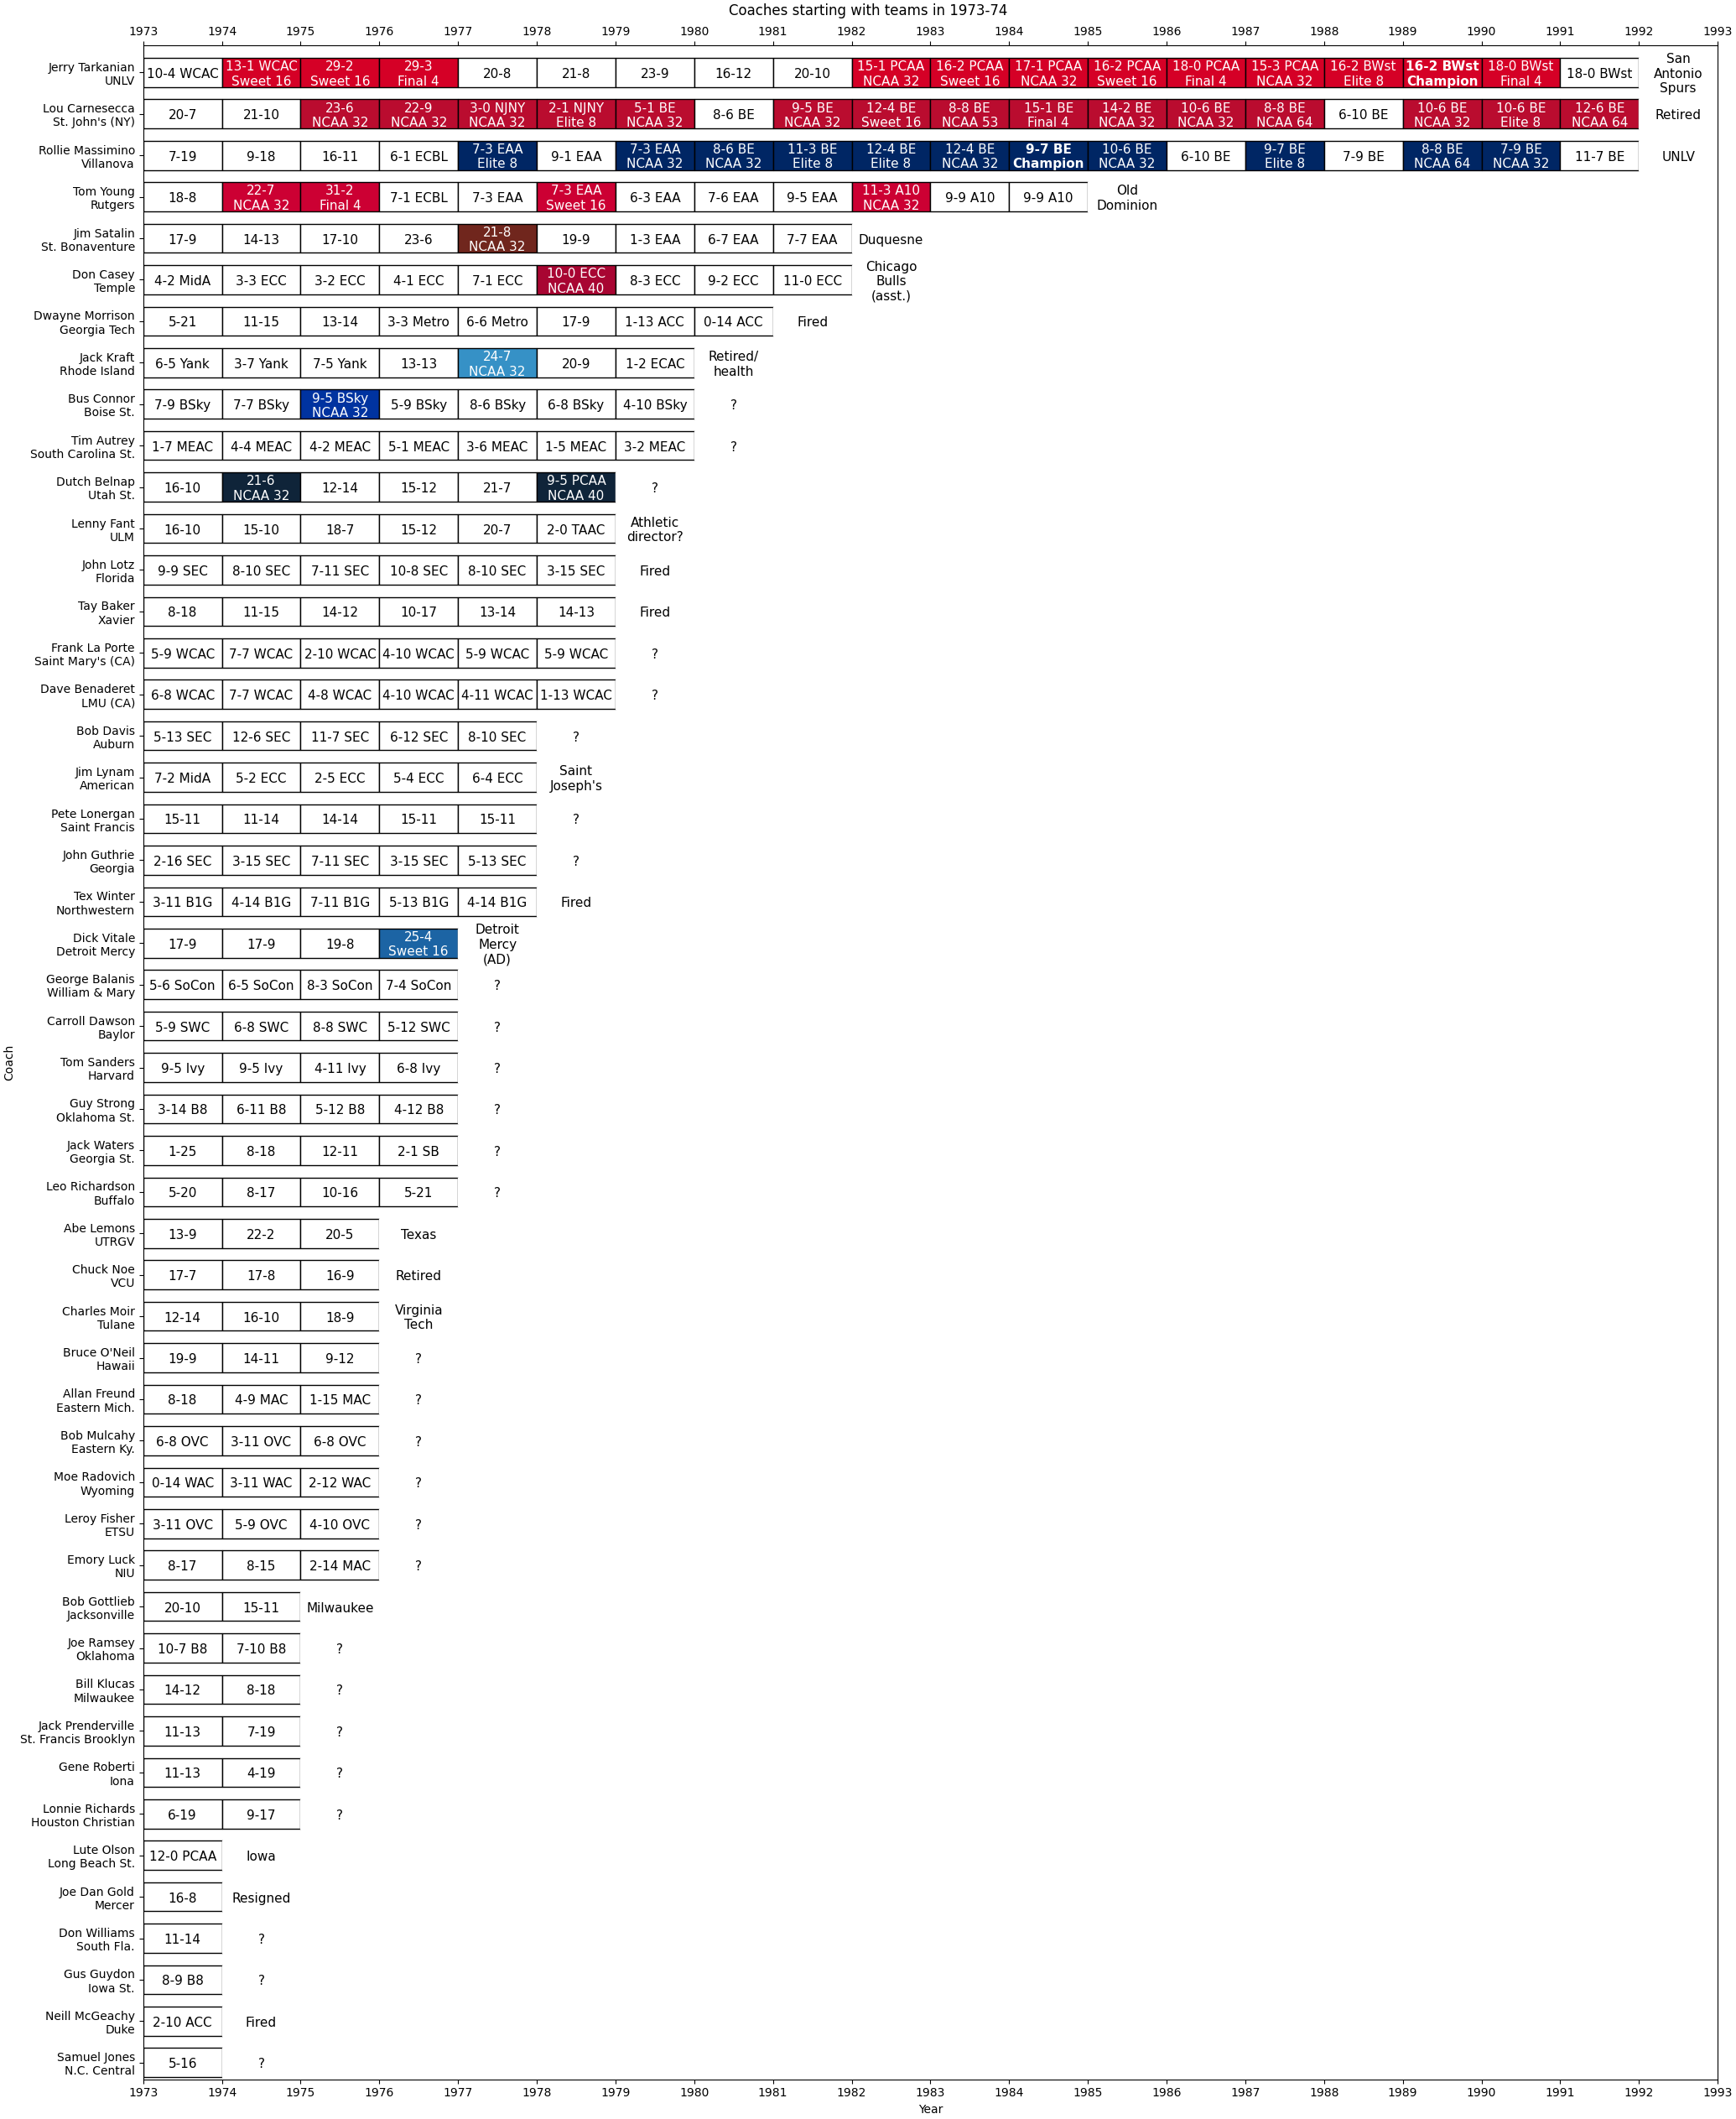 Coaches starting with teams in 1973-74
1973 1974 1975 1976 1977 1978 1979 1980 1981 1982 1983 1984 1985 1986 1987 1988 1989 1990 1991 1992 1993
Jerry Tarkanian
UNLV
10-4 WCAC
13-1 WCAC
Sweet 16
29-2
Sweet 16
29-3
Final 4
20-8
21-8
23-9
16-12
20-10
15-1 PCAA
NCAA 32
16-2 PCAA
Sweet 16
17-1 PCAA
NCAA 32
16-2 PCAA
Sweet 16
18-0 PCAA
Final 4
15-3 PCAA
NCAA 32
16-2 BWst
Elite 8
16-2 BWst
Champion
18-0 BWst
Final 4
18-0 BWst
San
Antonio
Spurs
Lou Carnesecca
St. John's (NY)
20-7
21-10
23-6
NCAA 32
22-9
NCAA 32
3-0 NJNY
NCAA 32
2-1 NJNY
Elite 8
5-1 BE
NCAA 32
8-6 BE
9-5 BE
NCAA 32
12-4 BE
Sweet 16
8-8 BE
NCAA 53
15-1 BE
Final 4
14-2 BE
NCAA 32
10-6 BE
NCAA 32
8-8 BE
NCAA 64
6-10 BE
10-6 BE
NCAA 32
10-6 BE
Elite 8
12-6 BE
NCAA 64
Retired
Rollie Massimino
Villanova
7-19
9-18
16-11
6-1 ECBL
7-3 EAA
Elite 8
9-1 EAA
7-3 EAA
NCAA 32
8-6 BE
NCAA 32
11-3 BE
Elite 8
12-4 BE
Elite 8
12-4 BE
NCAA 32
9-7 BE
Champion
10-6 BE
NCAA 32
6-10 BE
9-7 BE
Elite 8
7-9 BE
8-8 BE
NCAA 64
7-9 BE
NCAA 32
11-7 BE
UNLV
Tom Young
Rutgers
18-8
22-7
NCAA 32
31-2
Final 4
7-1 ECBL
7-3 EAA
7-3 EAA
Sweet 16
6-3 EAA
7-6 EAA
9-5 EAA
11-3 A10
NCAA 32
9-9 A10
9-9 A10
Old
Dominion
Jim Satalin
St. Bonaventure
17-9
14-13
17-10
23-6
21-8
NCAA 32
19-9
1-3 EAA
6-7 EAA
7-7 EAA
Duquesne
Don Casey
Temple
4-2 MidA
3-3 ECC
3-2 ECC
4-1 ECC
7-1 ECC
10-0 ECC
NCAA 40
8-3 ECC
9-2 ECC
11-0 ECC
Chicago
Bulls
(asst.)
Dwayne Morrison
Georgia Tech
5-21
11-15
13-14
3-3 Metro
6-6 Metro
17-9
1-13 ACC
0-14 ACC
Fired
Jack Kraft
Rhode Island
6-5 Yank
3-7 Yank
7-5 Yank
13-13
24-7
NCAA 32
20-9
1-2 ECAC
Retired/
health
Bus Connor
Boise St.
7-9 BSky
7-7 BSky
9-5 BSky
NCAA 32
5-9 BSky
8-6 BSky
6-8 BSky
4-10 BSky
?
Tim Autrey
South Carolina St.
1-7 MEAC
4-4 MEAC
4-2 MEAC
5-1 MEAC
3-6 MEAC
1-5 MEAC
3-2 MEAC
?
Dutch Belnap
Utah St.
16-10
21-6
NCAA 32
12-14
15-12
21-7
9-5 PCAA
NCAA 40
?
Lenny Fant
ULM
16-10
15-10
18-7
15-12
20-7
2-0 TAAC
Athletic
director?
John Lotz
Florida
9-9 SEC
8-10 SEC
7-11 SEC
10-8 SEC
8-10 SEC
3-15 SEC
Fired
Tay Baker
Xavier
8-18
11-15
14-12
10-17
13-14
14-13
Fired
Frank La Porte
Saint Mary's (CA)
5-9 WCAC
7-7 WCAC
2-10 WCAC
4-10 WCAC
5-9 WCAC
5-9 WCAC
?
Dave Benaderet
LMU (CA)
6-8 WCAC
7-7 WCAC
4-8 WCAC
4-10 WCAC
4-11 WCAC
1-13 WCAC
?
Bob Davis
Auburn
5-13 SEC
12-6 SEC
11-7 SEC
6-12 SEC
8-10 SEC
?
Jim Lynam
American
7-2 MidA
5-2 ECC
2-5 ECC
5-4 ECC
6-4 ECC
Saint
Joseph's
Pete Lonergan
Saint Francis
15-11
11-14
14-14
15-11
15-11
?
John Guthrie
Georgia
2-16 SEC
3-15 SEC
7-11 SEC
3-15 SEC
5-13 SEC
?
Tex Winter
Northwestern
3-11 B1G
4-14 B1G
7-11 B1G
5-13 B1G
4-14 B1G
Fired
Dick Vitale
Detroit Mercy
17-9
17-9
19-8
25-4
Sweet 16
Detroit
Mercy
(AD)
George Balanis
William & Mary
5-6 SoCon
6-5 SoCon
8-3 SoCon
7-4 SoCon
?
Carroll Dawson
Baylor
5-9 SWC
6-8 SWC
8-8 SWC
5-12 SWC
?
Tom Sanders
Harvard
9-5 Ivy
9-5 Ivy
4-11 Ivy
6-8 Ivy
?
Guy Strong
Oklahoma St.
3-14 B8
6-11 B8
5-12 B8
4-12 B8
?
Jack Waters
Georgia St.
1-25
8-18
12-11
2-1 SB
?
Leo Richardson
Buffalo
5-20
8-17
10-16
5-21
?
Abe Lemons
UTRGV
13-9
22-2
20-5
Texas
Chuck Noe
VCU
17-7
17-8
16-9
Retired
Charles Moir
Tulane
12-14
16-10
18-9
Virginia
Tech
Bruce O'Neil
Hawaii
19-9
14-11
9-12
?
Allan Freund
Eastern Mich.
8-18
4-9 MAC
1-15 MAC
?
Bob Mulcahy
Eastern Ky.
6-8 OVC
3-11 OVC
6-8 OVC
?
Moe Radovich
Wyoming
0-14 WAC
3-11 WAC
2-12 WAC
?
Leroy Fisher
ETSU
3-11 OVC
5-9 OVC
4-10 OVC
?
Emory Luck
NIU
8-17
8-15
2-14 MAC
?
Bob Gottlieb
Jacksonville
20-10
15-11
Milwaukee
Joe Ramsey
Oklahoma
10-7 B8
7-10 B8
?
Bill Klucas
Milwaukee
14-12
8-18
?
Jack Prenderville
St. Francis Brooklyn
11-13
7-19
?
Gene Roberti
Iona
11-13
4-19
?
Lonnie Richards
Houston Christian
6-19
9-17
?
Lute Olson
Long Beach St.
12-0 PCAA
Iowa
Joe Dan Gold
Mercer
16-8
Resigned
Don Williams
South Fla.
11-14
?
Gus Guydon
Iowa St.
8-9 B8
?
Neill McGeachy
Duke
2-10 ACC
Fired
Samuel Jones
N.C. Central
5-16
?
Coach
1973 1974 1975 1976 1977 1978 1979 1980 1981 1982 1983 1984 1985 1986 1987 1988 1989 1990 1991 1992 1993
Year